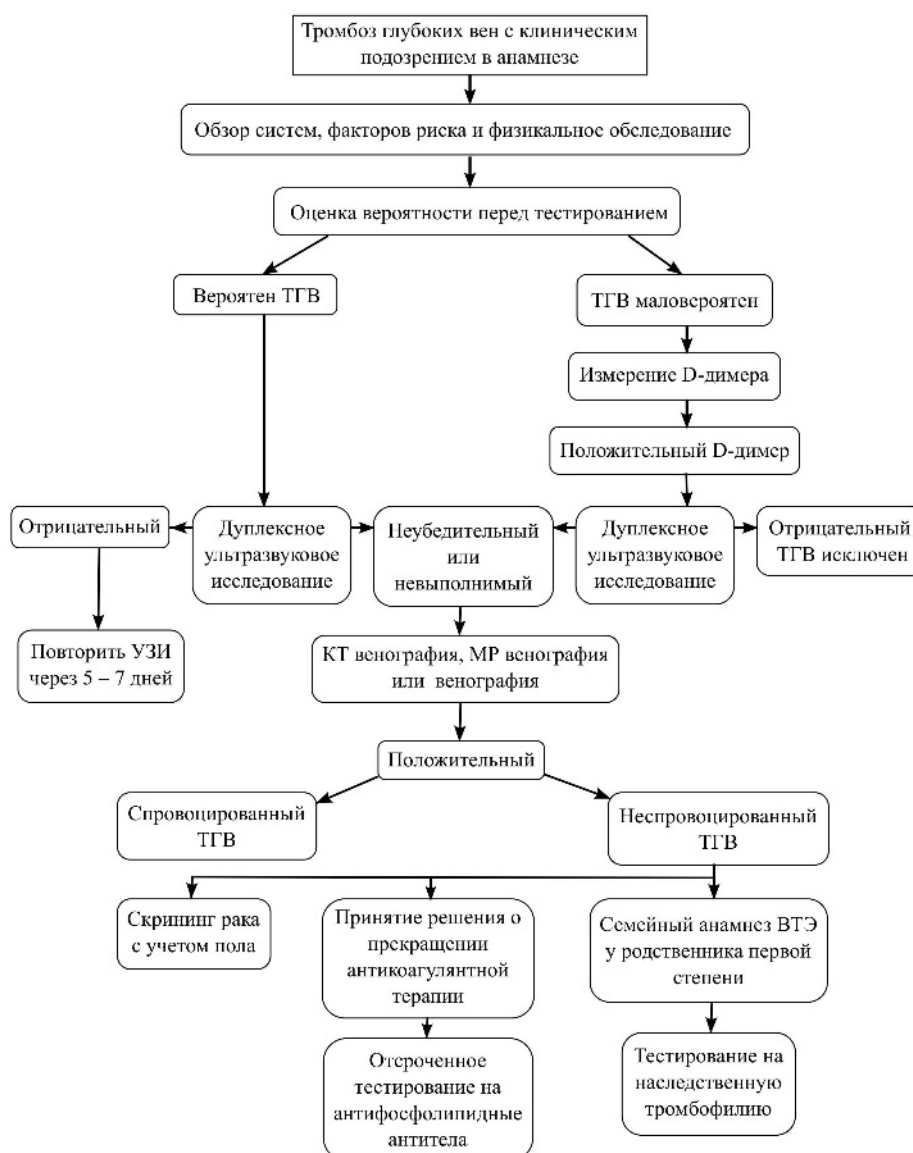 Тромбоз глубоких вен с клиническим
подозрением в анамнезе
Обзор систем, факторов риска и физикальное обследование
Оценка вероятности перед тестированием
Вероятен ТГВ
ТГВ маловероятен
Измерение D-димера
Положительный D-димер
Отрицательный
Дуплексное
ультразвуковое
исследование
Неубедительный
или
невыполнимый
Дуплексное
ультразвуковое
исследование
Отрицательный
ТГВ исключен
Повторить УЗИ
через 5 – 7 дней
КТ венография, МР венография
или венография
Положительный
Спровоцированный
ТГВ
Неспровоцированный
ТГВ
Скрининг рака
с учетом пола
Принятие решения о
прекращении
антикоагулянтной
терапии
Семейный анамнез ВТЭ
у родственника первой
степени
Отсроченное
тестирование на
антифосфолипидные
антитела
Тестирование на
наследственную
тромбофилию